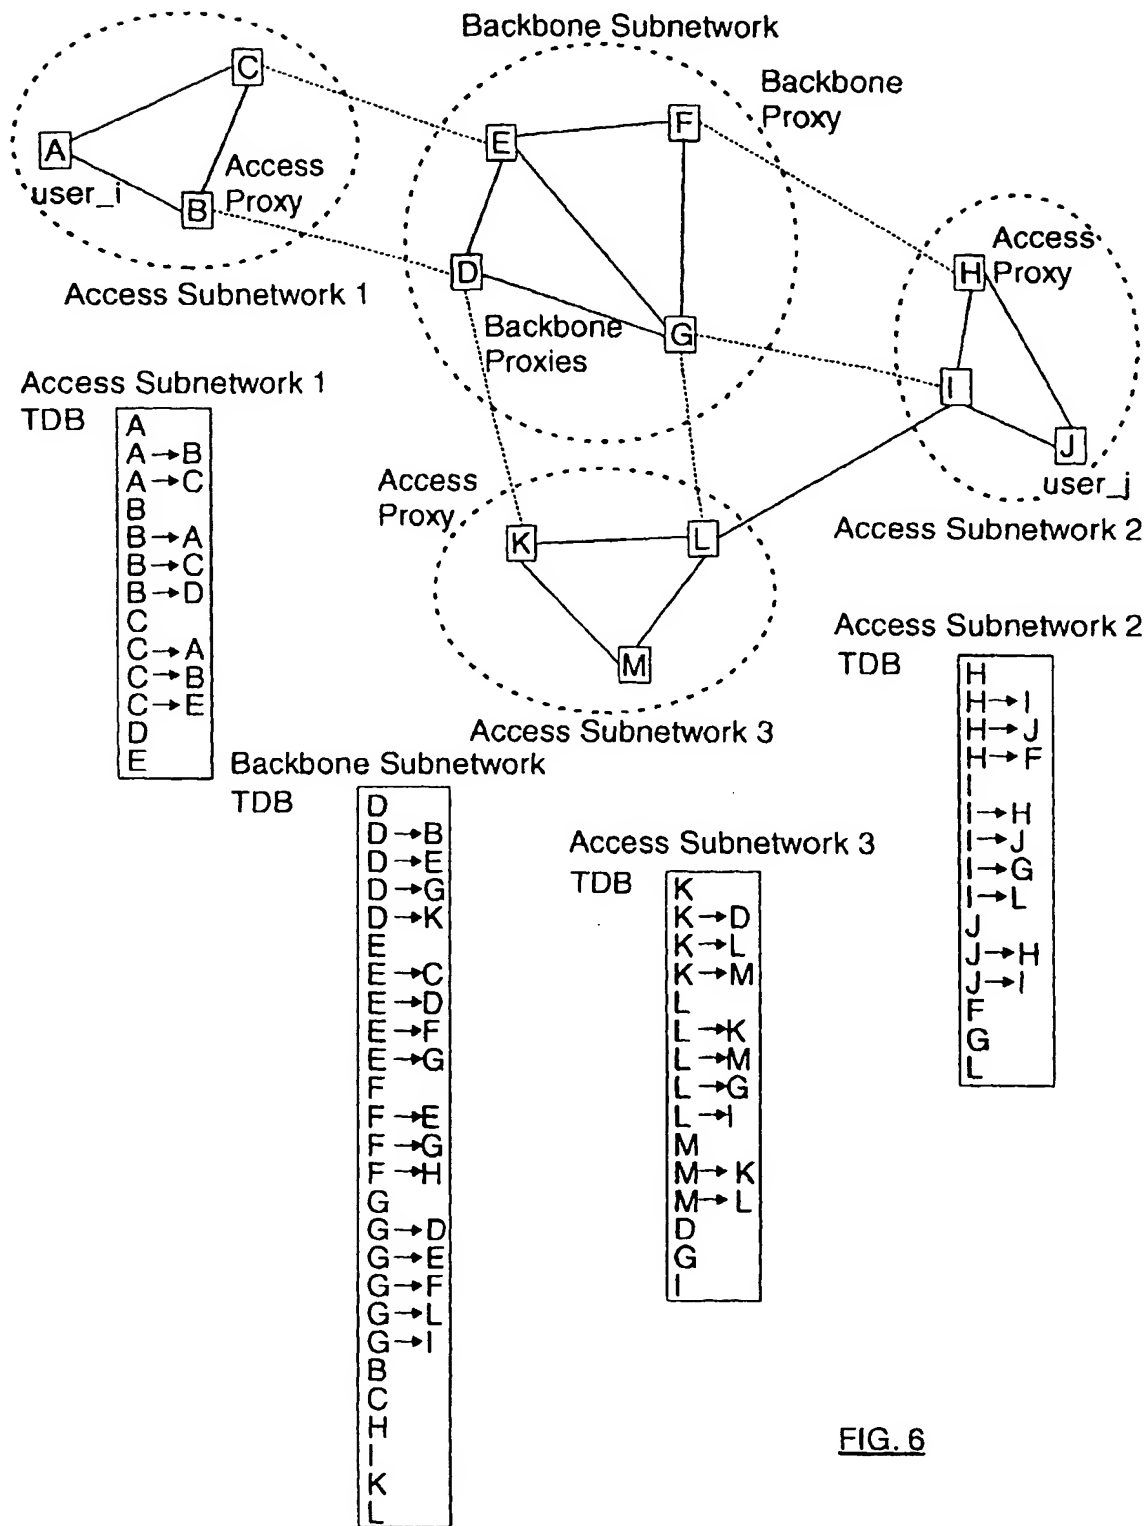 Backbone Subnetwork
C
Backbone
Proxy
F
E
A
user_i
Access
Proxy
B
D
Access
Proxy
H
Access Subnetwork 1
Backbone
Proxies
G
I
J
user_j
Access Subnetwork 2
Access
Proxy
K
L
M
Access Subnetwork 3
Access Subnetwork 1
TDB
A
A→B
A→C
B
B→A
B→C
B→D
C
C→A
C→B
C→E
D
E
Backbone Subnetwork
TDB
D
D→B
D→E
D→G
D→K
E
E→C
E→D
E→F
E→G
F
F→E
F→G
F→H
G
G→D
G→E
G→F
G→L
G→I
B
C
H
I
K
L
Access Subnetwork 3
TDB
K
K→D
K→L
K→M
L
L→K
L→M
L→G
L→I
M
M→K
M→L
D
G
I
Access Subnetwork 2
TDB
H
H→I
H→J
H→F
I
I→H
I→J
I→G
I→L
J
J→H
J→I
F
G
L
FIG. 6